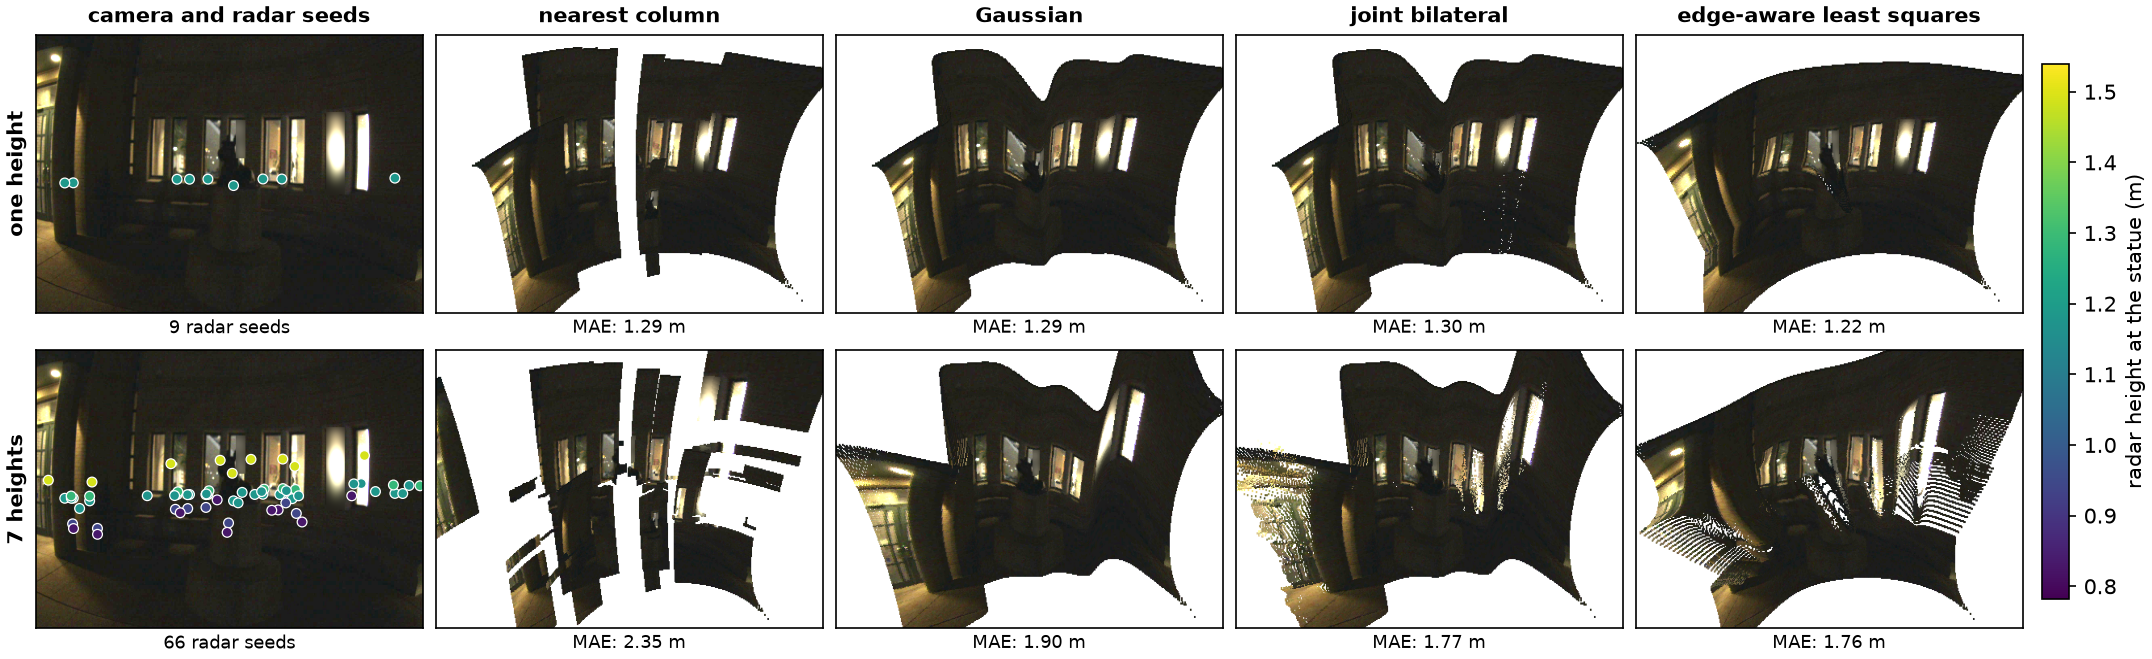 camera and radar seeds
nearest column
Gaussian
joint bilateral
edge-aware least squares
one height
9 radar seeds
MAE: 1.29 m
MAE: 1.29 m
MAE: 1.30 m
MAE: 1.22 m
7 heights
66 radar seeds
MAE: 2.35 m
MAE: 1.90 m
MAE: 1.77 m
MAE: 1.76 m
1.5
1.4
1.3
1.2
1.1
1.0
0.9
0.8
radar height at the statue (m)